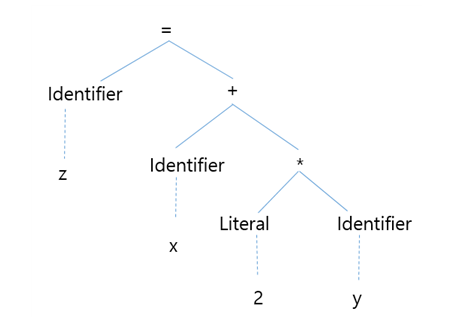 =
Identifier
+
z
Identifier
*
x
Literal
Identifier
2
y